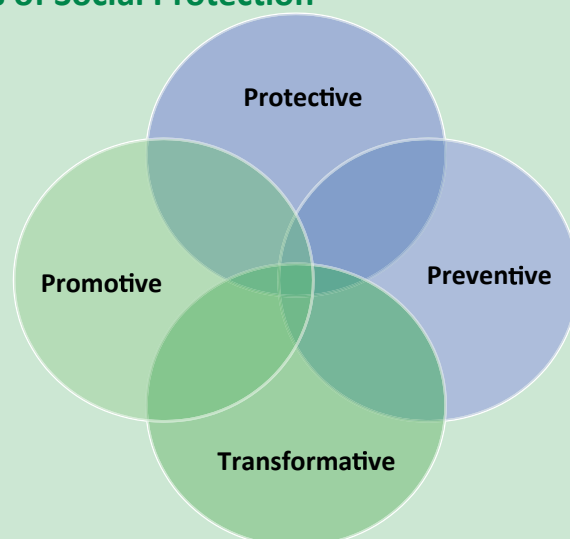 of Social Protection
Protective
Preventive
Promotive
Transformative